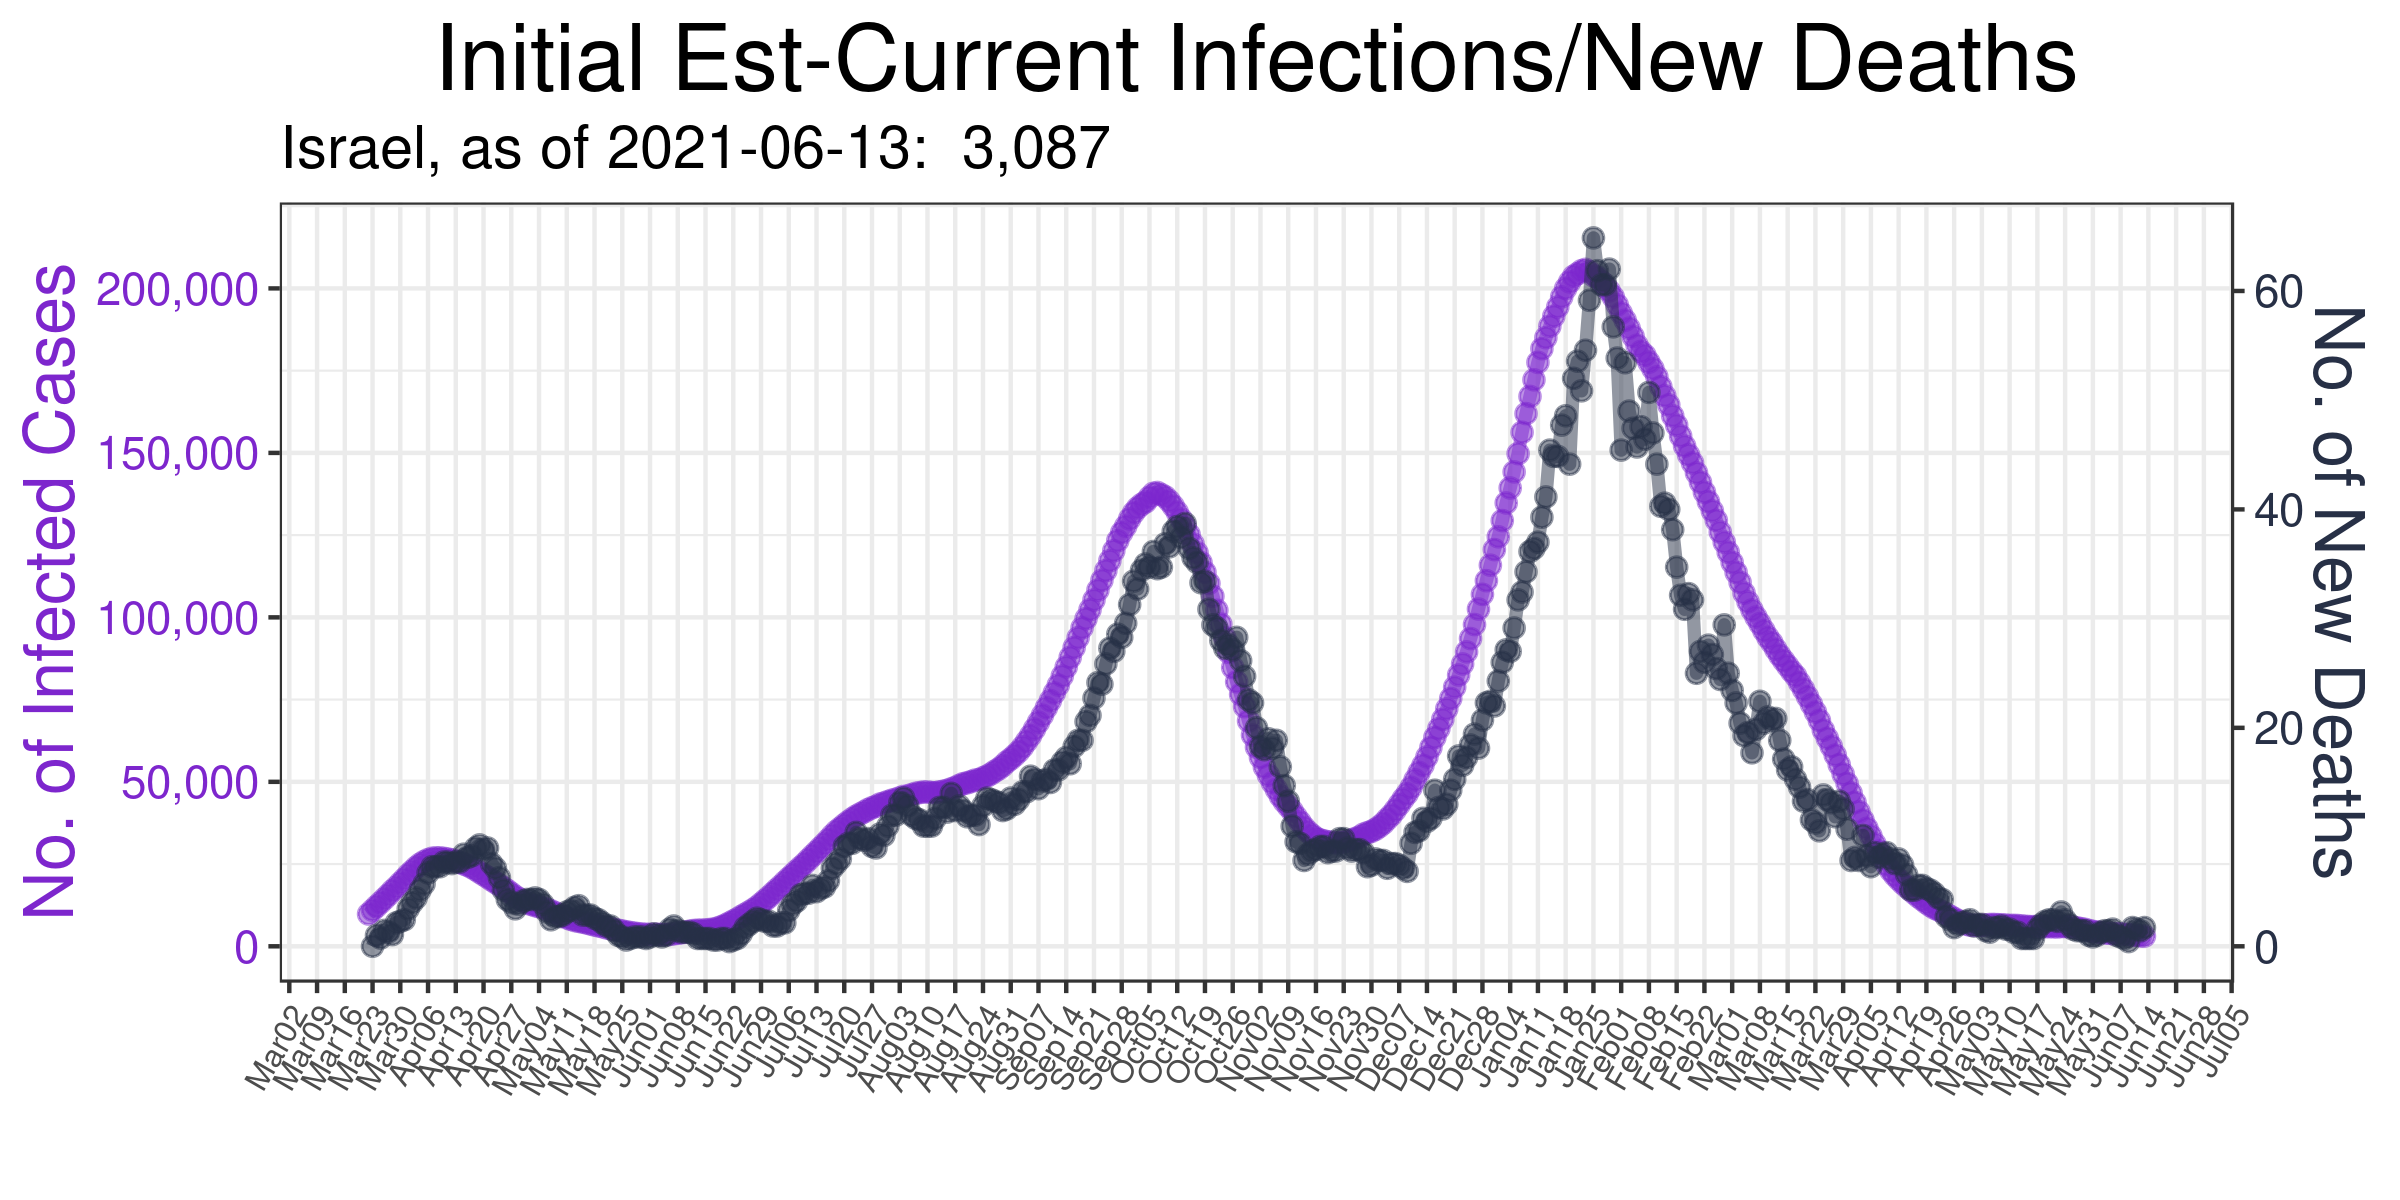 Initial Est-Current Infections/New Deaths
Israel, as of 2021-06-13: 3,087
No. of Infected Cases
200,000
150,000
100,000
50,000
0
60
40
20
0
No. of New Deaths
Mar02
Mar09
Mar16
Mar23
Mar30
Apr06
Apr13
Apr20
Apr27
May04
May11
May18
May25
Jun01
Jun08
Jun15
Jun22
Jun29
Jul06
Jul13
Jul20
Jul27
Aug03
Aug10
Aug17
Aug24
Aug31
Sep07
Sep14
Sep21
Sep28
Oct05
Oct12
Oct19
Oct26
Nov02
Nov09
Nov16
Nov23
Nov30
Dec07
Dec14
Dec21
Dec28
Jan04
Jan11
Jan18
Jan25
Feb01
Feb08
Feb15
Feb22
Mar01
Mar08
Mar15
Mar22
Mar29
Apr05
Apr12
Apr19
Apr26
May03
May10
May17
May24
May31
Jun07
Jun14
Jun21
Jun28
Jul05